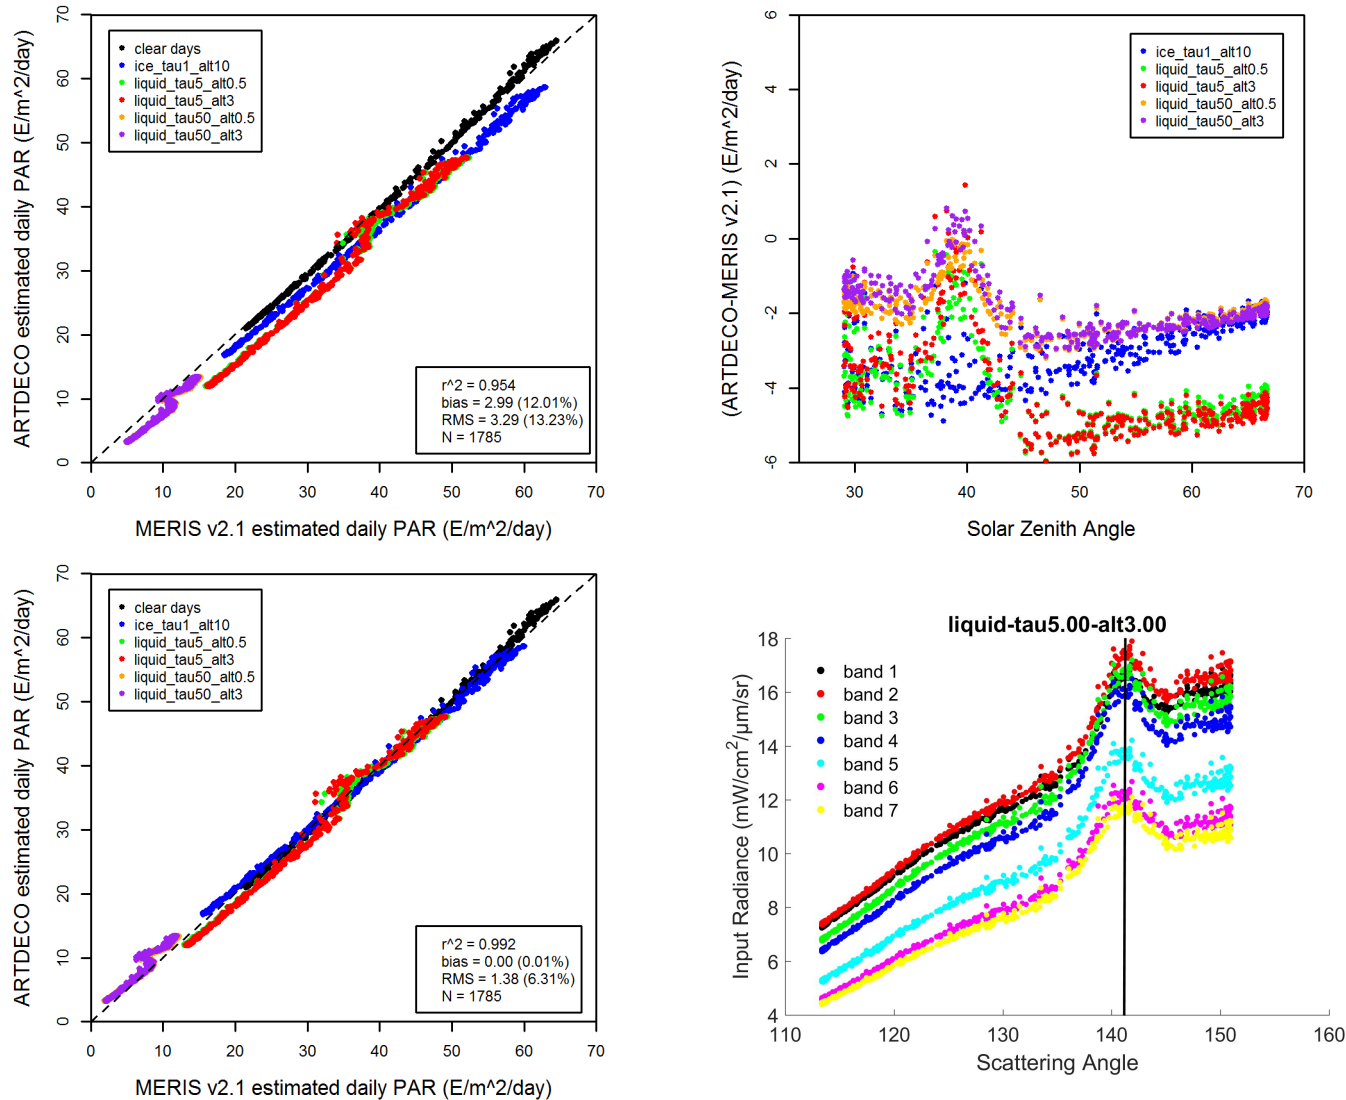 ARTDECO estimated daily PAR (E/m^2/day)
70
60
50
40
30
20
10
0
clear days
ice_tau1_alt10
liquid_tau5_alt0.5
liquid_tau5_alt3
liquid_tau50_alt0.5
liquid_tau50_alt3
r^2 = 0.954
bias = 2.99 (12.01%)
RMS = 3.29 (13.23%)
N = 1785
0 10 20 30 40 50 60 70
MERIS v2.1 estimated daily PAR (E/m^2/day)
(ARTDECO-MERIS v2.1) (E/m^2/day)
6
4
2
0
-2
-4
-6
ice_tau1_alt10
liquid_tau5_alt0.5
liquid_tau5_alt3
liquid_tau50_alt0.5
liquid_tau50_alt3
30 40 50 60 70
Solar Zenith Angle
ARTDECO estimated daily PAR (E/m^2/day)
70
60
50
40
30
20
10
0
clear days
ice_tau1_alt10
liquid_tau5_alt0.5
liquid_tau5_alt3
liquid_tau50_alt0.5
liquid_tau50_alt3
r^2 = 0.992
bias = 0.00 (0.01%)
RMS = 1.38 (6.31%)
N = 1785
0 10 20 30 40 50 60 70
MERIS v2.1 estimated daily PAR (E/m^2/day)
liquid-tau5.00-alt3.00
Input Radiance (mW/cm²/μm/sr)
18
16
14
12
10
8
6
4
band 1
band 2
band 3
band 4
band 5
band 6
band 7
110 120 130 140 150 160
Scattering Angle